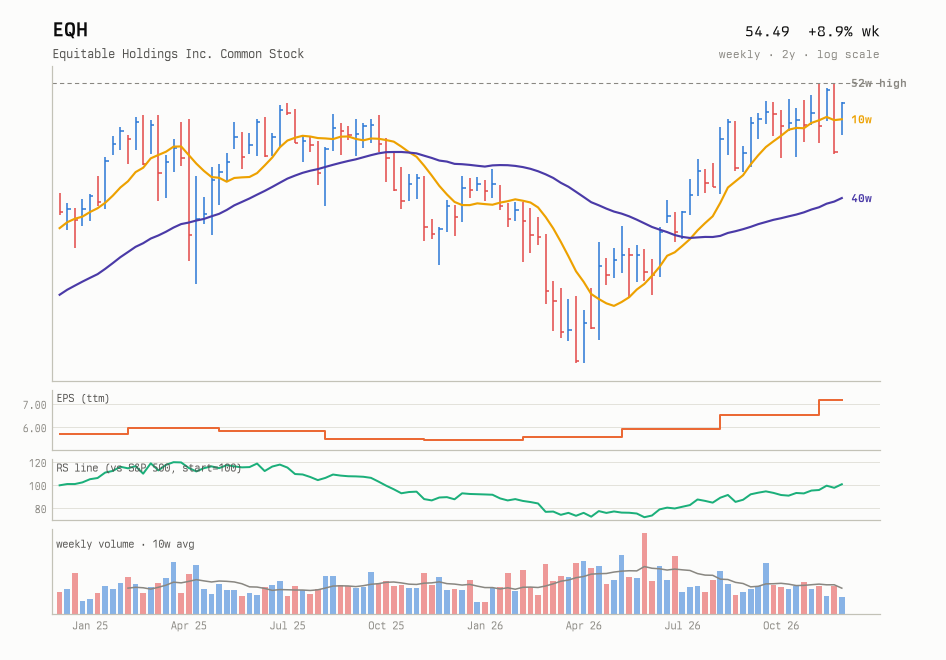 EQH
54.49 +8.9% wk
Equitable Holdings Inc. Common Stock
weekly · 2y · log scale
52w high
10w
40w
EPS (ttm)
7.00
6.00
RS line (vs S&P 500, start=100)
120
100
80
weekly volume · 10w avg
Jan 25 Apr 25 Jul 25 Oct 25 Jan 26 Apr 26 Jul 26 Oct 26